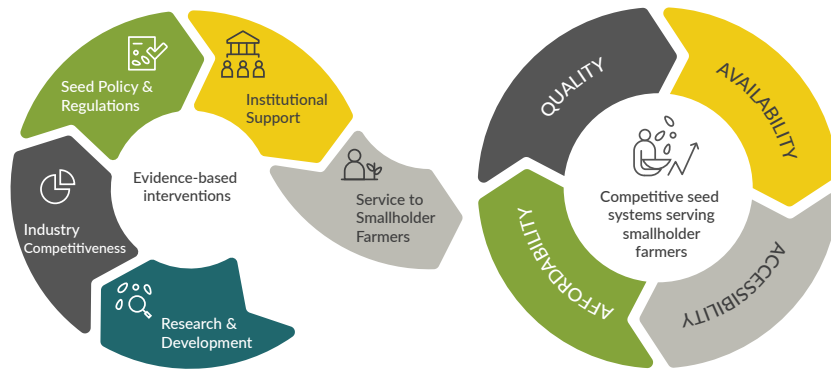 Seed Policy &
Regulations
Institutional
Support
Evidence-based
interventions
Service to
Smallholder
Farmers
Industry
Competitiveness
Research &
Development
QUALITY
AVAILABILITY
Competitive seed
systems serving
smallholder
farmers
AFFORDABILITY
ACCESSIBILITY